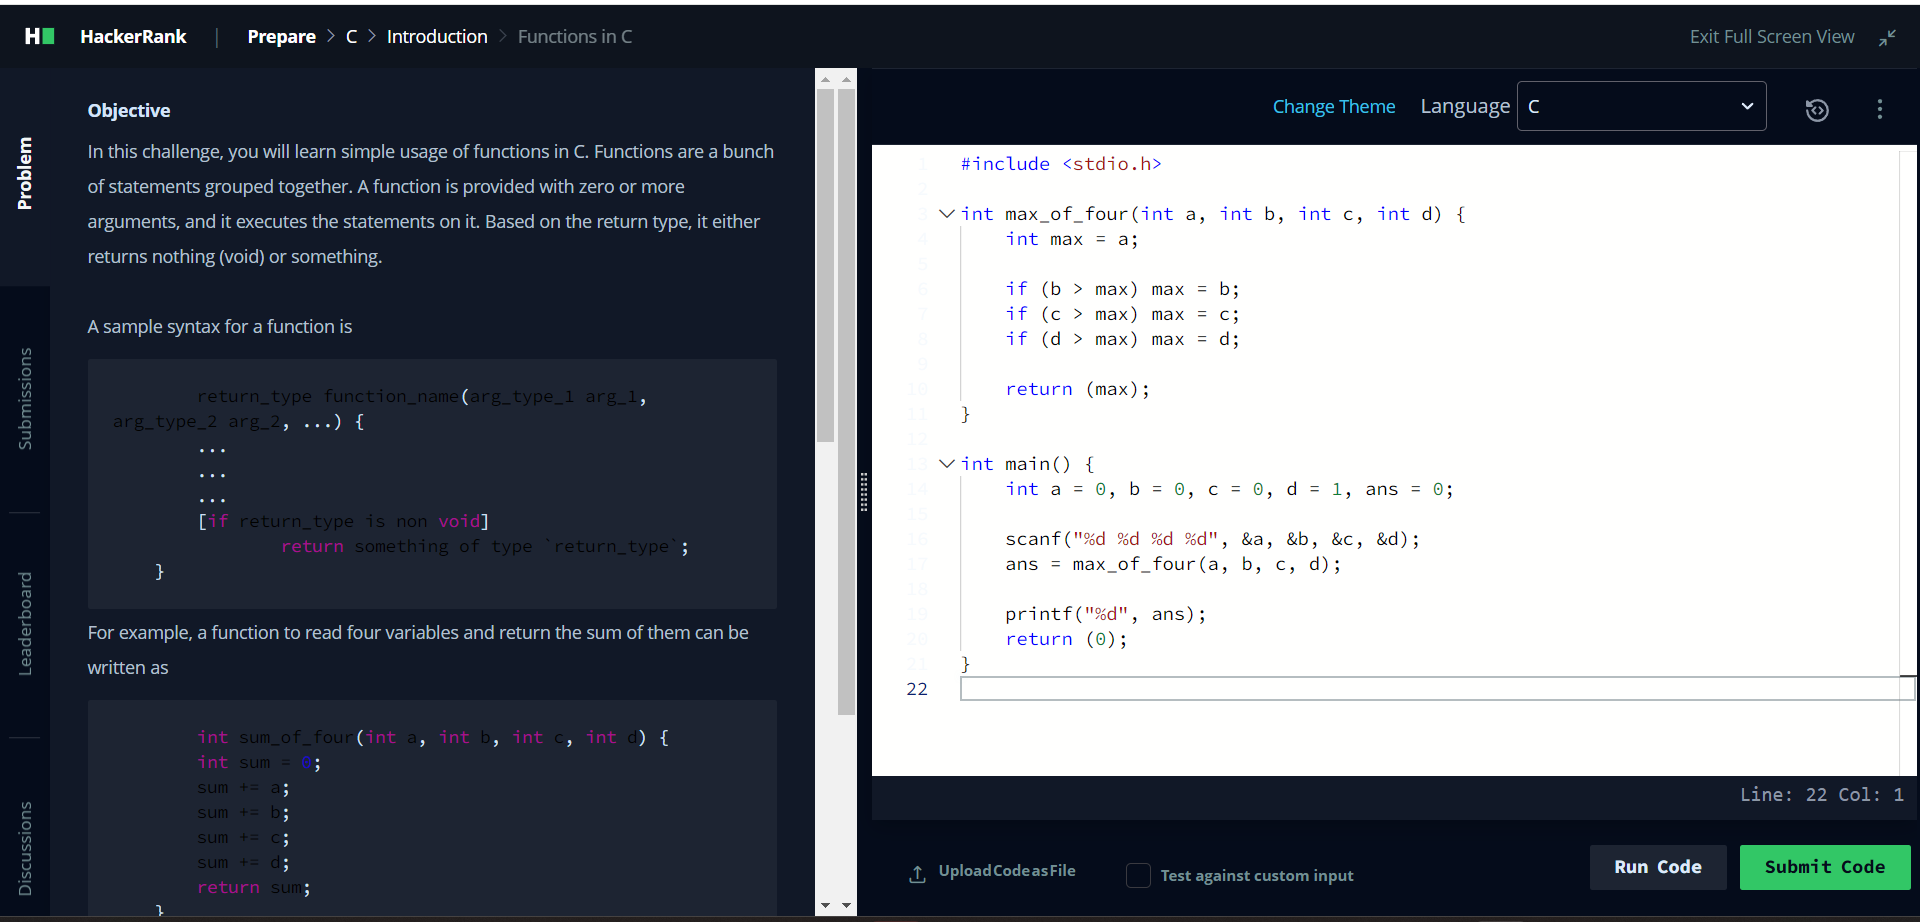 HackerRank | Prepare > C > Introduction > Functions in C
Exit Full Screen View
Problem
Submissions
Leaderboard
Discussions
Objective
In this challenge, you will learn simple usage of functions in C. Functions are a bunch
of statements grouped together. A function is provided with zero or more
arguments, and it executes the statements on it. Based on the return type, it either
returns nothing (void) or something.
A sample syntax for a function is
return_type function_name(arg_type_1 arg_1,
arg_type_2 arg_2, ...) {
...
...
...
[if return_type is non void]
return something of type `return_type`;
}
For example, a function to read four variables and return the sum of them can be
written as
int sum_of_four(int a, int b, int c, int d) {
int sum = 0;
sum += a;
sum += b;
sum += c;
sum += d;
return sum;
}
Change Theme Language C
1 #include <stdio.h>
2
3 int max_of_four(int a, int b, int c, int d) {
4 int max = a;
5
6 if (b > max) max = b;
7 if (c > max) max = c;
8 if (d > max) max = d;
9
10 return (max);
11 }
12
13 int main() {
14 int a = 0, b = 0, c = 0, d = 1, ans = 0;
15
16 scanf("%d %d %d %d", &a, &b, &c, &d);
17 ans = max_of_four(a, b, c, d);
18
19 printf("%d", ans);
20 return (0);
21 }
22
Line: 22 Col: 1
Upload Code as File
Test against custom input
Run Code
Submit Code